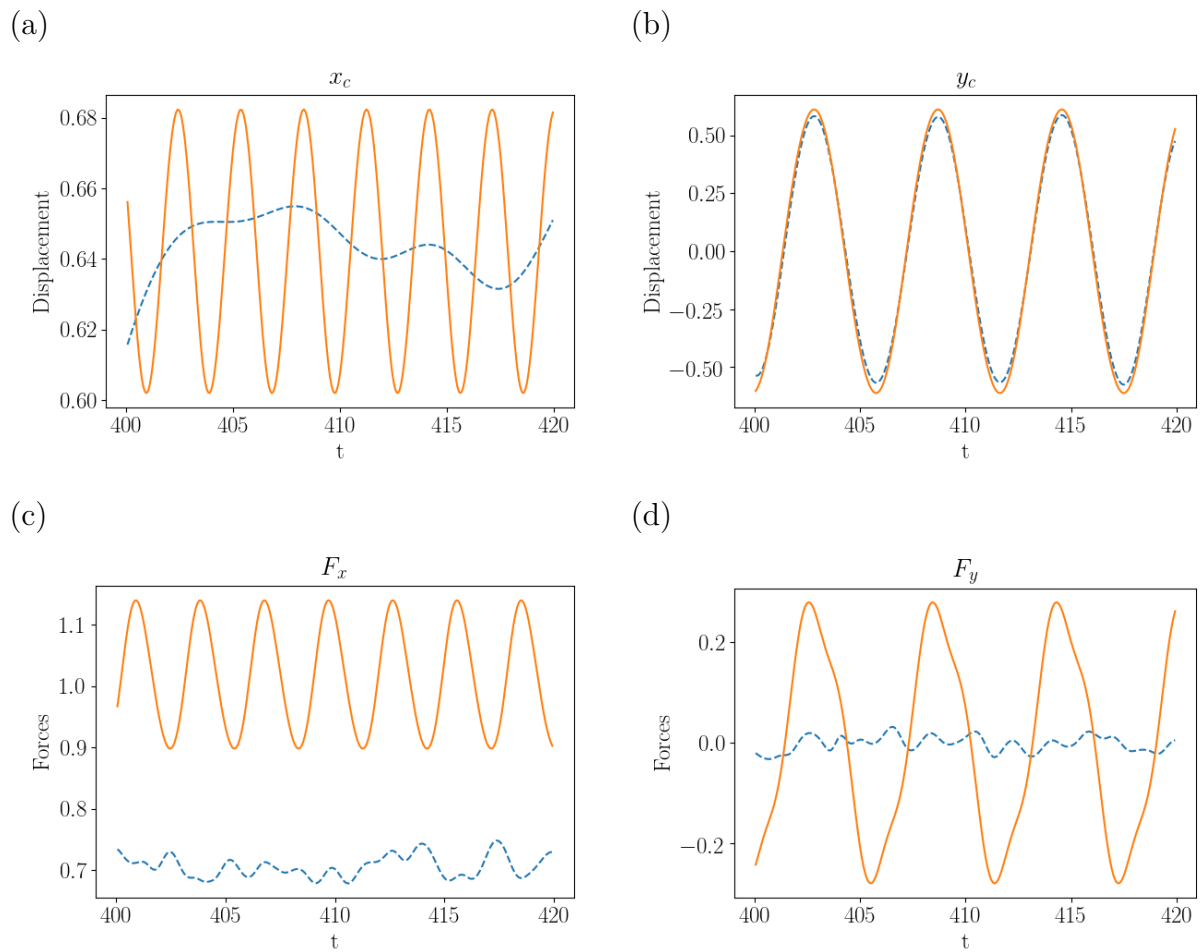 (a)
x_c
Displacement
0.68
0.66
0.64
0.62
0.60
400 405 410 415 420
t
(b)
y_c
Displacement
0.50
0.25
0.00
−0.25
−0.50
400 405 410 415 420
t
(c)
F_x
Forces
1.1
1.0
0.9
0.8
0.7
400 405 410 415 420
t
(d)
F_y
Forces
0.2
0.0
−0.2
400 405 410 415 420
t